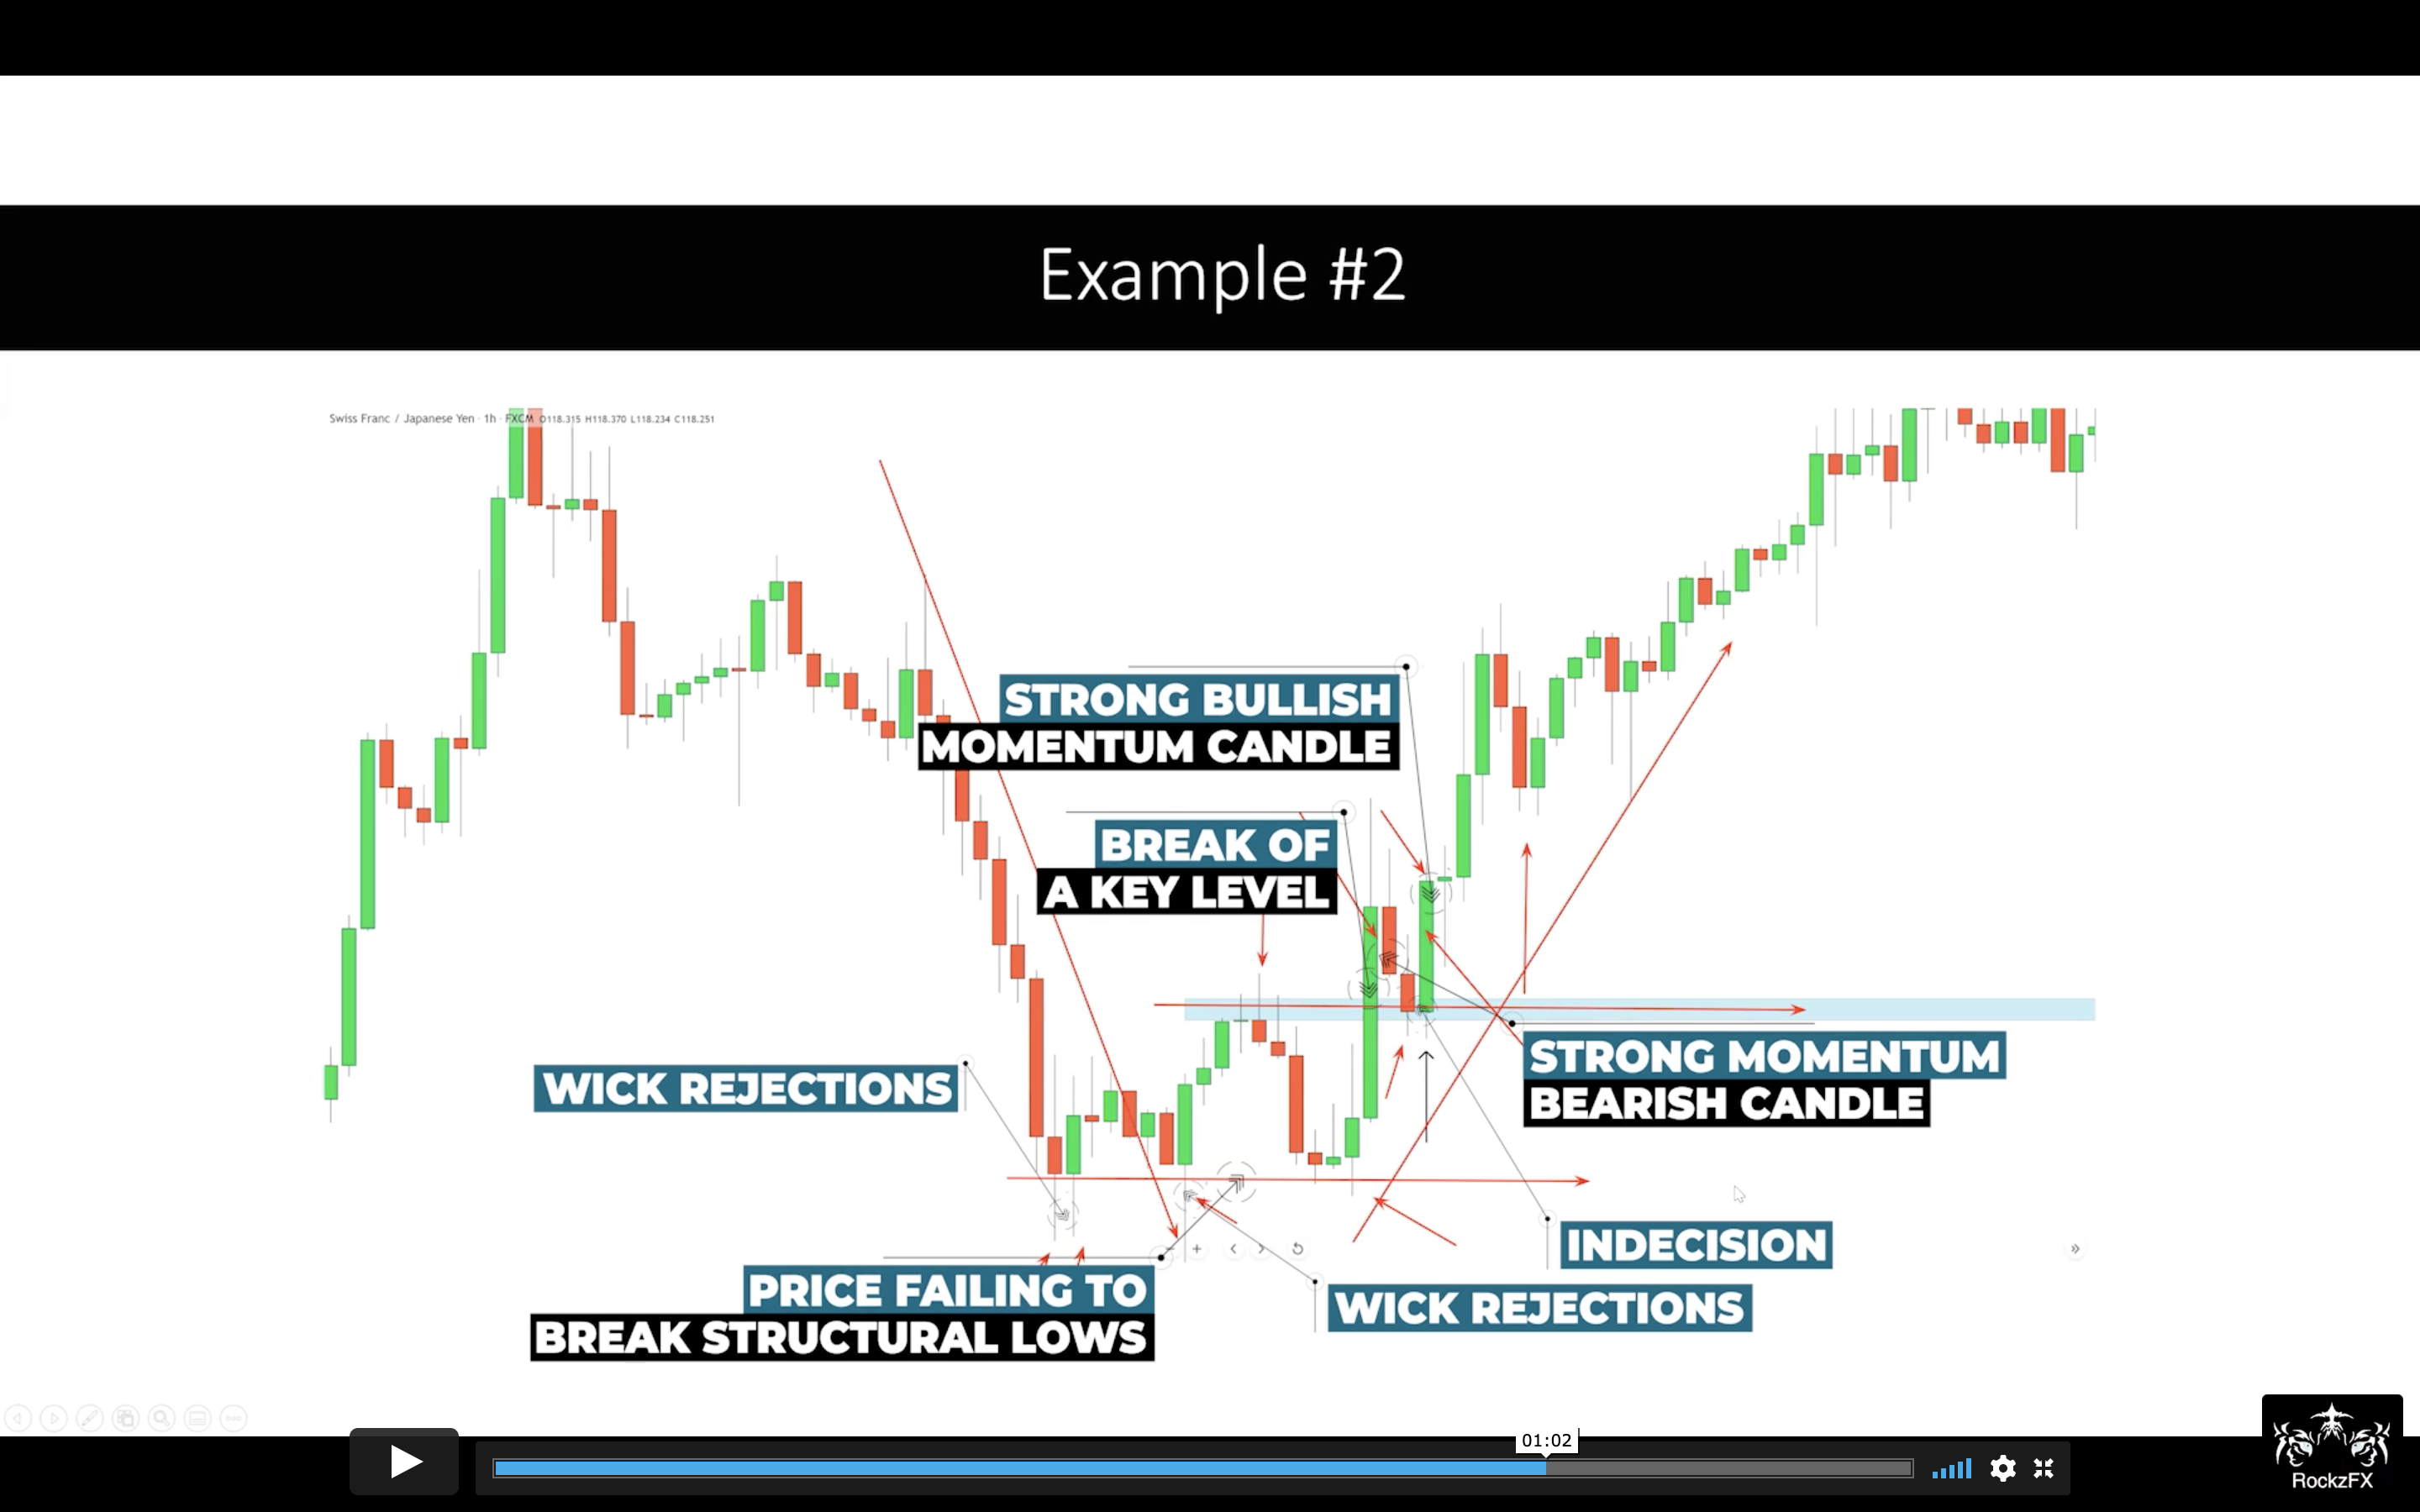 Example #2
Swiss Franc / Japanese Yen · 1h · FXCM O118.315 H118.370 L118.234 C118.251
STRONG BULLISH
MOMENTUM CANDLE
BREAK OF
A KEY LEVEL
WICK REJECTIONS
STRONG MOMENTUM
BEARISH CANDLE
INDECISION
PRICE FAILING TO
BREAK STRUCTURAL LOWS
WICK REJECTIONS
01:02
RockzFX